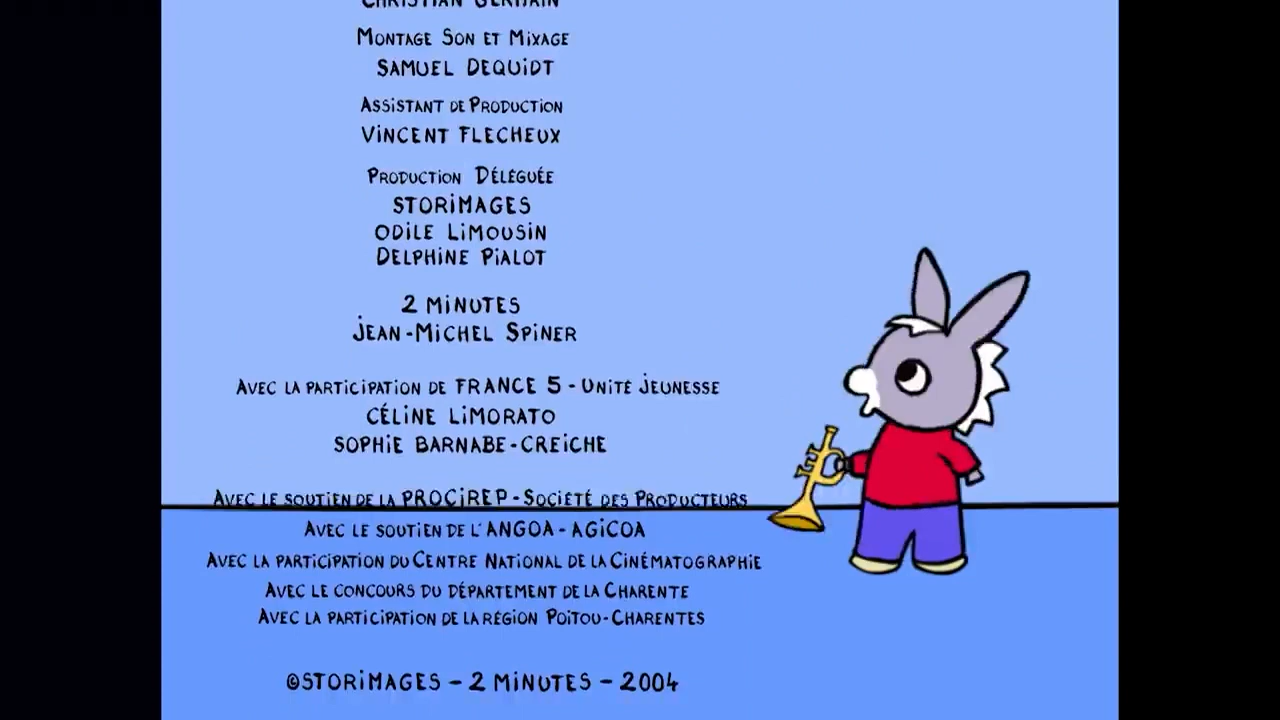 CHRISTIAN GERMAIN
MONTAGE SON ET MIXAGE
SAMUEL DEQUIDT
ASSISTANT DE PRODUCTION
VINCENT FLECHEUX
PRODUCTION DÉLÉGUÉE
STORIMAGES
ODILE LIMOUSIN
DELPHINE PIALOT
2 MINUTES
JEAN-MICHEL SPINER
AVEC LA PARTICIPATION DE FRANCE 5 - UNITÉ JEUNESSE
CÉLINE LIMORATO
SOPHIE BARNABE-CREICHE
AVEC LE SOUTIEN DE LA PROCIREP - SOCIÉTÉ DES PRODUCTEURS
AVEC LE SOUTIEN DE L'ANGOA - AGICOA
AVEC LA PARTICIPATION DU CENTRE NATIONAL DE LA CINÉMATOGRAPHIE
AVEC LE CONCOURS DU DÉPARTEMENT DE LA CHARENTE
AVEC LA PARTICIPATION DE LA RÉGION POITOU-CHARENTES
©STORIMAGES - 2 MINUTES - 2004